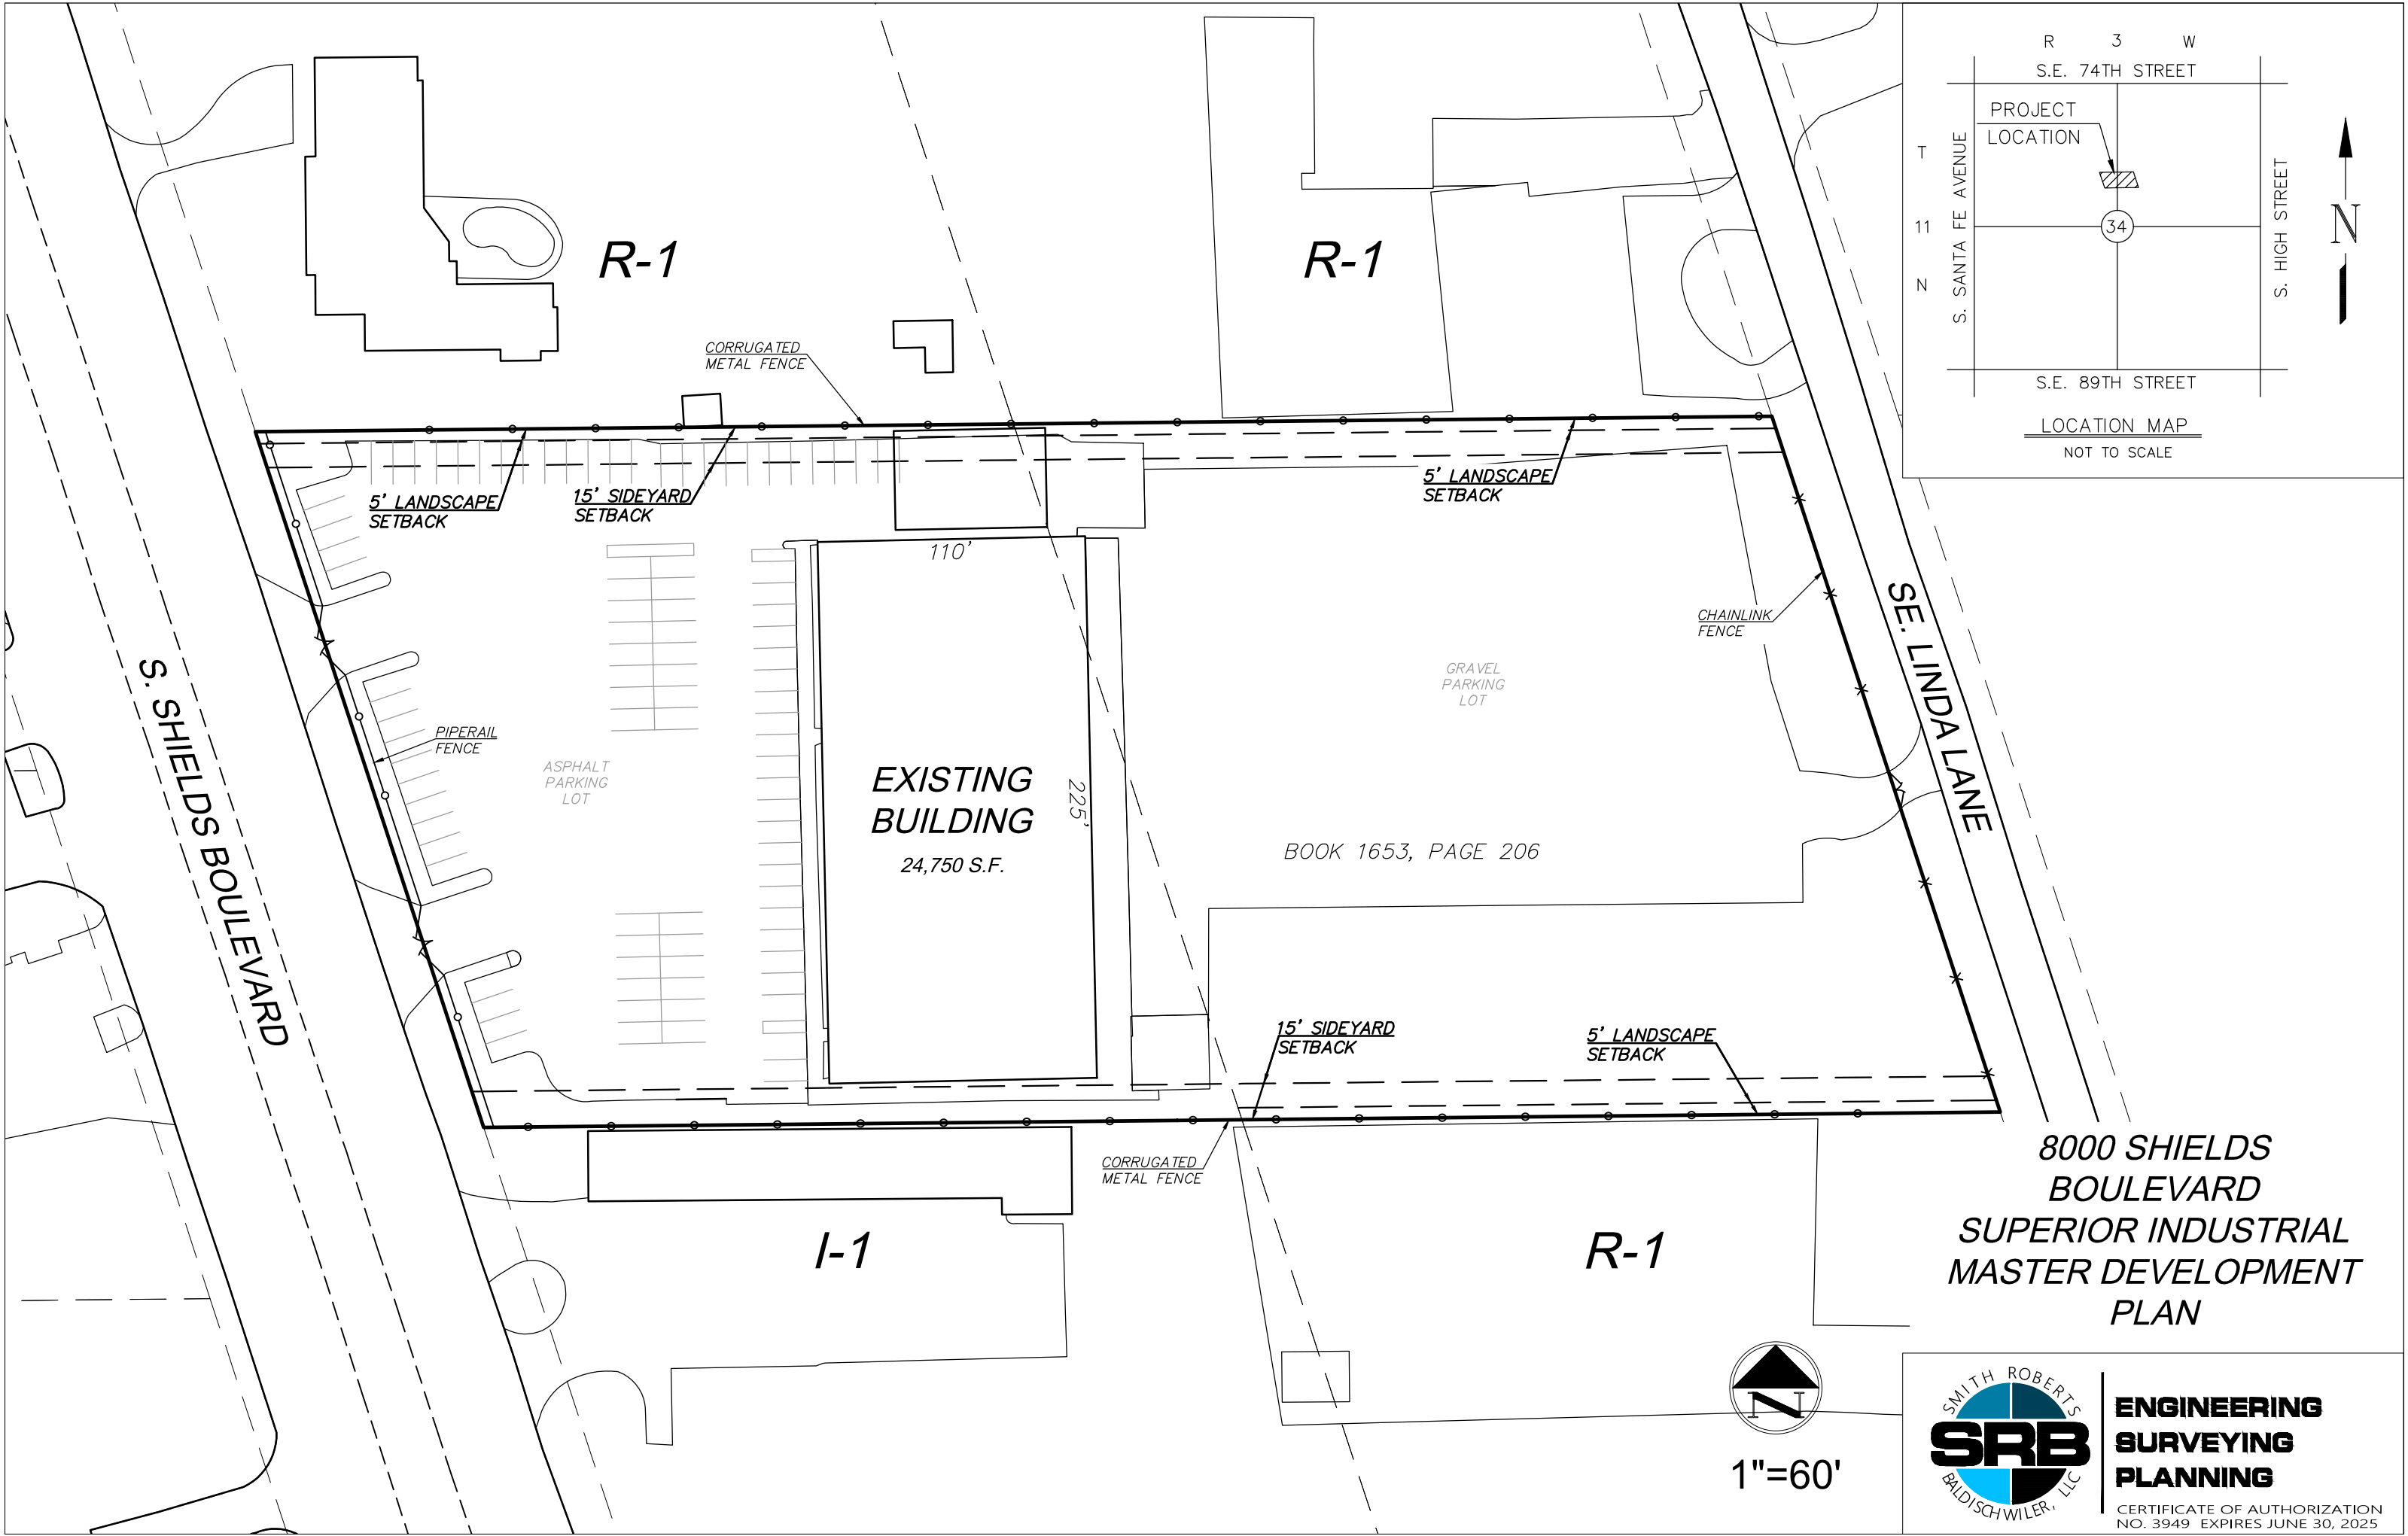 R 3 W
S.E. 74TH STREET
PROJECT
LOCATION
T
11
N
S. SANTA FE AVENUE
34
S. HIGH STREET
N
S.E. 89TH STREET
LOCATION MAP
NOT TO SCALE
R-1
R-1
CORRUGATED
METAL FENCE
5' LANDSCAPE
SETBACK
15' SIDEYARD
SETBACK
5' LANDSCAPE
SETBACK
110'
CHAINLINK
FENCE
SE. LINDA LANE
S. SHIELDS BOULEVARD
PIPERAIL
FENCE
ASPHALT
PARKING
LOT
EXISTING
BUILDING
24,750 S.F.
225'
GRAVEL
PARKING
LOT
BOOK 1653, PAGE 206
15' SIDEYARD
SETBACK
5' LANDSCAPE
SETBACK
CORRUGATED
METAL FENCE
I-1
R-1
8000 SHIELDS
BOULEVARD
SUPERIOR INDUSTRIAL
MASTER DEVELOPMENT
PLAN
N
1"=60'
SMITH ROBERTS
SRB
BALDISCHWILER, LLC
ENGINEERING
SURVEYING
PLANNING
CERTIFICATE OF AUTHORIZATION
NO. 3949 EXPIRES JUNE 30, 2025